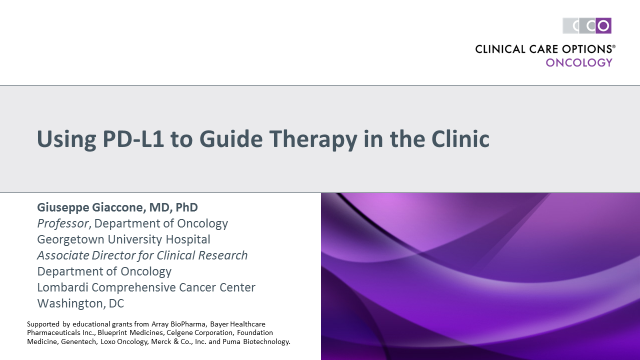 CCO
CLINICAL CARE OPTIONS®
ONCOLOGY
Using PD-L1 to Guide Therapy in the Clinic
Giuseppe Giaccone, MD, PhD
Professor, Department of Oncology
Georgetown University Hospital
Associate Director for Clinical Research
Department of Oncology
Lombardi Comprehensive Cancer Center
Washington, DC
Supported by educational grants from Array BioPharma, Bayer Healthcare
Pharmaceuticals Inc., Blueprint Medicines, Celgene Corporation, Foundation
Medicine, Genentech, Loxo Oncology, Merck & Co., Inc. and Puma Biotechnology.